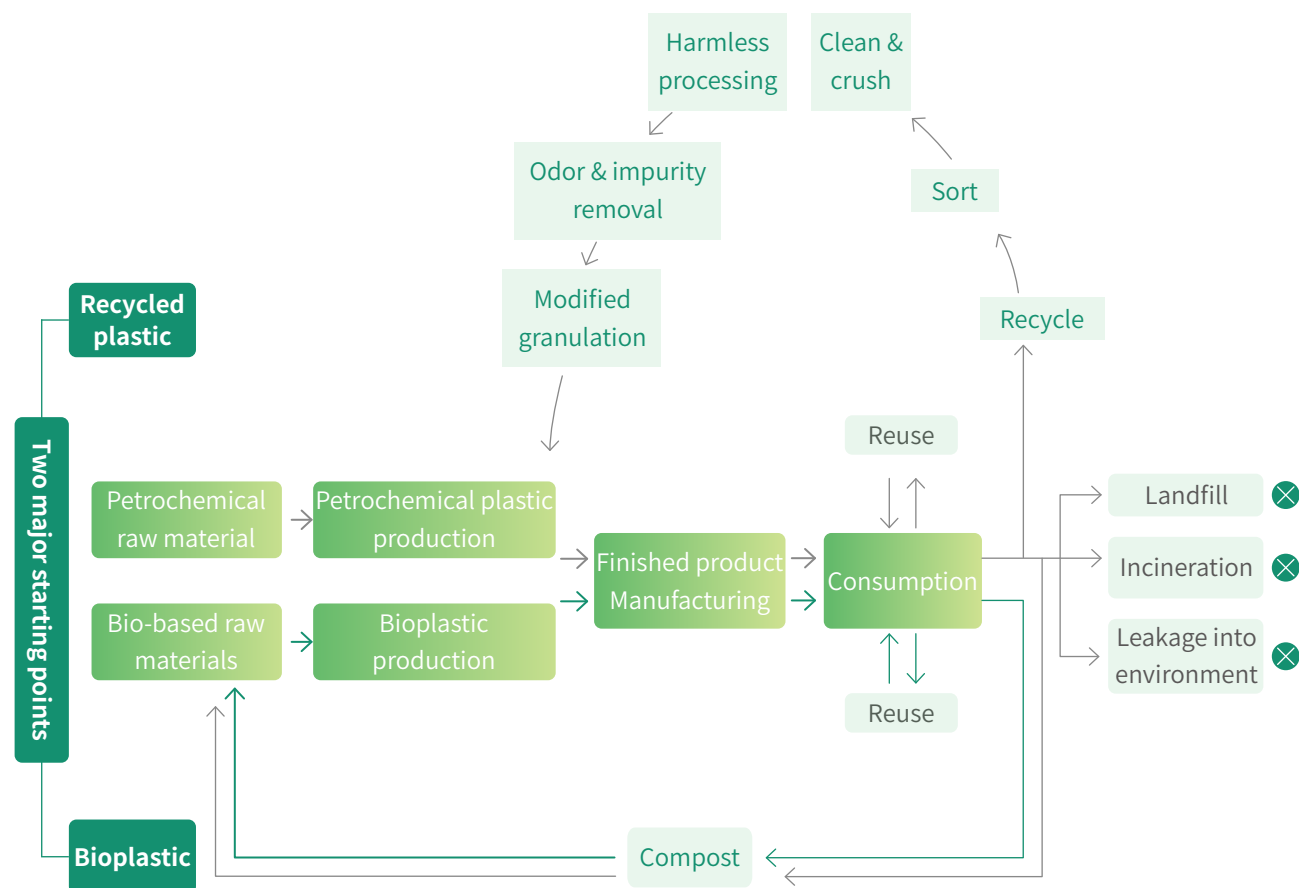 Harmless
processing
Clean &
crush
Odor & impurity
removal
Sort
Modified
granulation
Recycle
Recycled
plastic
Two major starting points
Reuse
Petrochemical
raw material
Petrochemical plastic
production
Landfill
Finished product
Manufacturing
Consumption
Incineration
Bio-based raw
materials
Bioplastic
production
Leakage into
environment
Reuse
Compost
Bioplastic